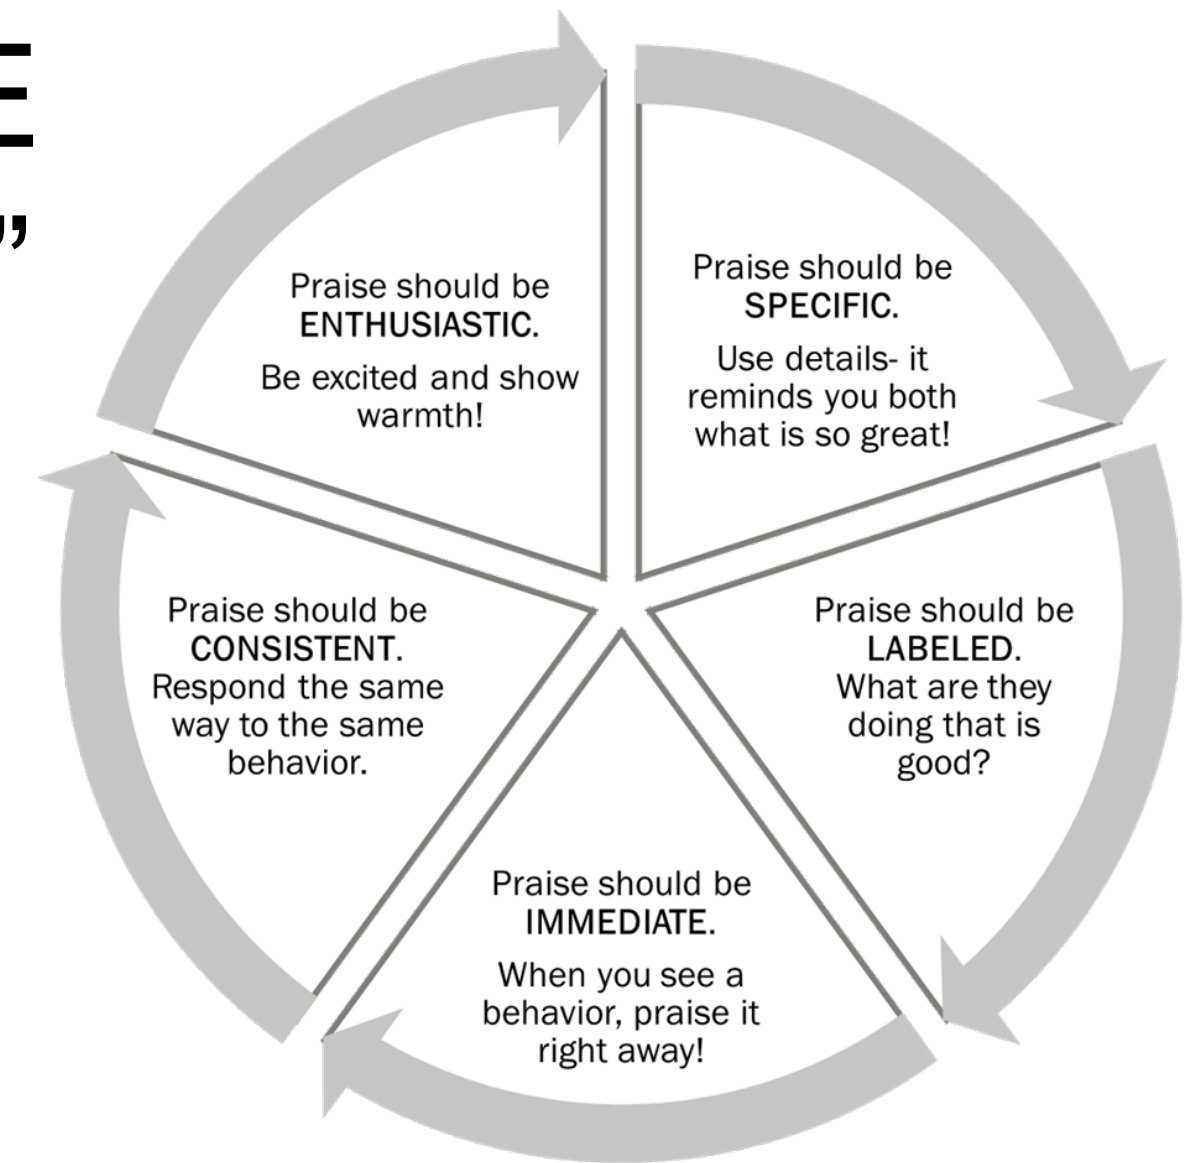 E
”
Praise should be
SPECIFIC.
Use details- it
reminds you both
what is so great!
Praise should be
LABELED.
What are they
doing that is
good?
Praise should be
IMMEDIATE.
When you see a
behavior, praise it
right away!
Praise should be
CONSISTENT.
Respond the same
way to the same
behavior.
Praise should be
ENTHUSIASTIC.
Be excited and show
warmth!